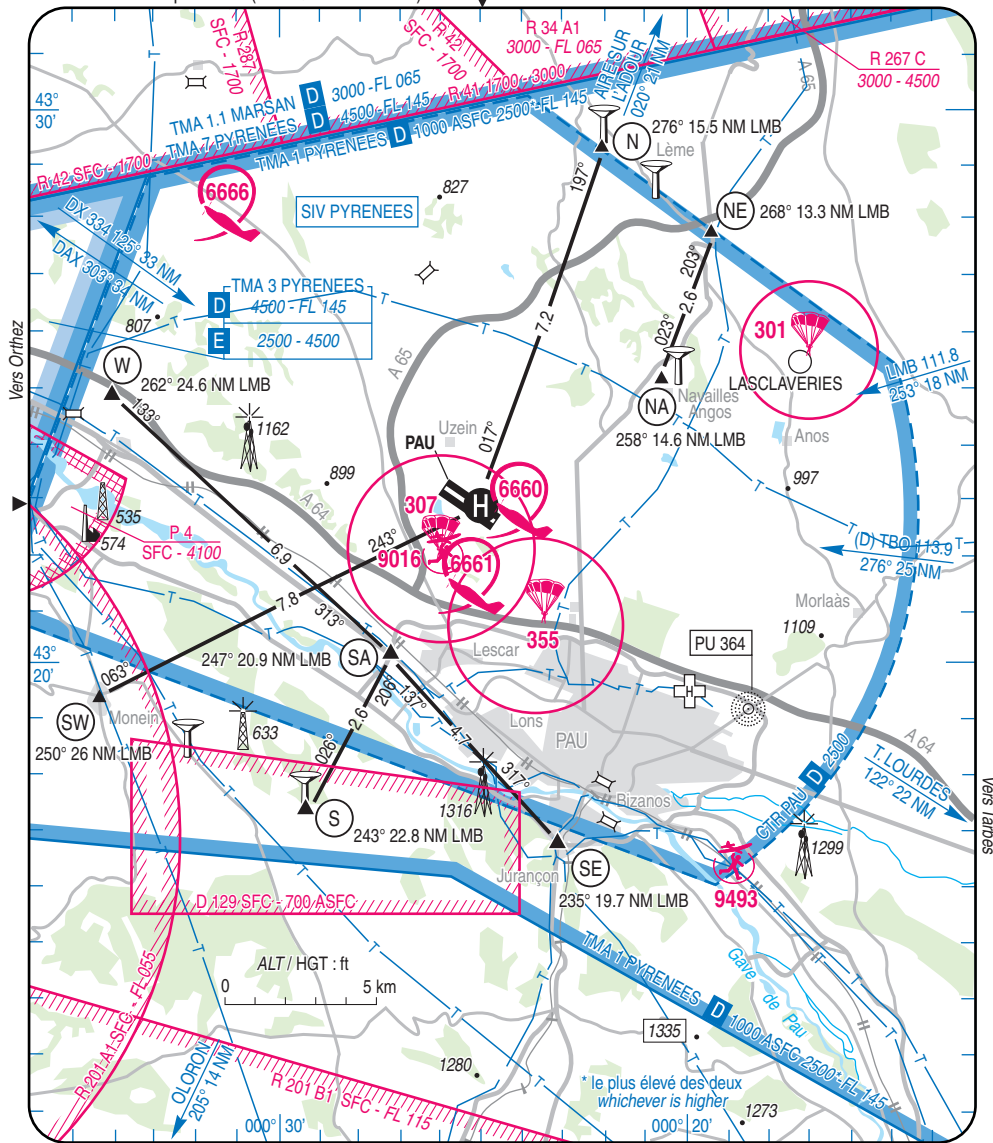 R 34 A1
3000 - FL 065
R 287
SFC - 1700
R 42
SFC - 1700
R 267 C
3000 - 4500
A 65
AIRE SUR
L'ADOUR
020° 21 NM
43°
30'
TMA 1.1 MARSAN D 3000 - FL 065
R 41 1700 - 3000
TMA 7 PYRENEES D 4500 - FL 145
TMA 1 PYRENEES D 1000 ASFC 2500* - FL 145
R 42 SFC - 1700
N
276° 15.5 NM LMB
Lème
197°
6666
827
SIV PYRENEES
NE
268° 13.3 NM LMB
DX 334 125° 33 NM
DAX 303° 34 NM
203°
2.6
023°
TMA 3 PYRENEES
D 4500 - FL 145
E 2500 - 4500
807
7.2
301
LASCLAVERIES
LMB 111.8
253° 18 NM
Vers Orthez
W
262° 24.6 NM LMB
133°
A 65
NA
Navailles
Angos
258° 14.6 NM LMB
1162
Uzein
PAU
017°
Anos
899
A 64
H
6660
997
535
574
P 4
SFC - 4100
307
9016
6661
243°
6.9
(D) TBO 113.9
276° 25 NM
7.8
313°
355
Morlaàs
1109
43°
20'
063°
247° 20.9 NM LMB
SA
Lescar
PU 364
H
206°
137°
SW
Monein
250° 26 NM LMB
2.6
4.7
Lons
PAU
633
026°
317°
A 64
CTR PAU D 2500
T. LOURDES
122° 22 NM
Vers Tarbes
S
243° 22.8 NM LMB
1316
Bizanos
1299
Jurançon
SE
235° 19.7 NM LMB
9493
D 129 SFC - 700 ASFC
TMA 1 PYRENEES D 1000 ASFC 2500* - FL 145
Gave de Pau
ALT / HGT : ft
0 5 km
R 201 A1 SFC - FL 055
1335
OLORON
205° 14 NM
1280
R 201 B1 SFC - FL 115
* le plus élevé des deux
whichever is higher
1273
000° 30'
000° 20'